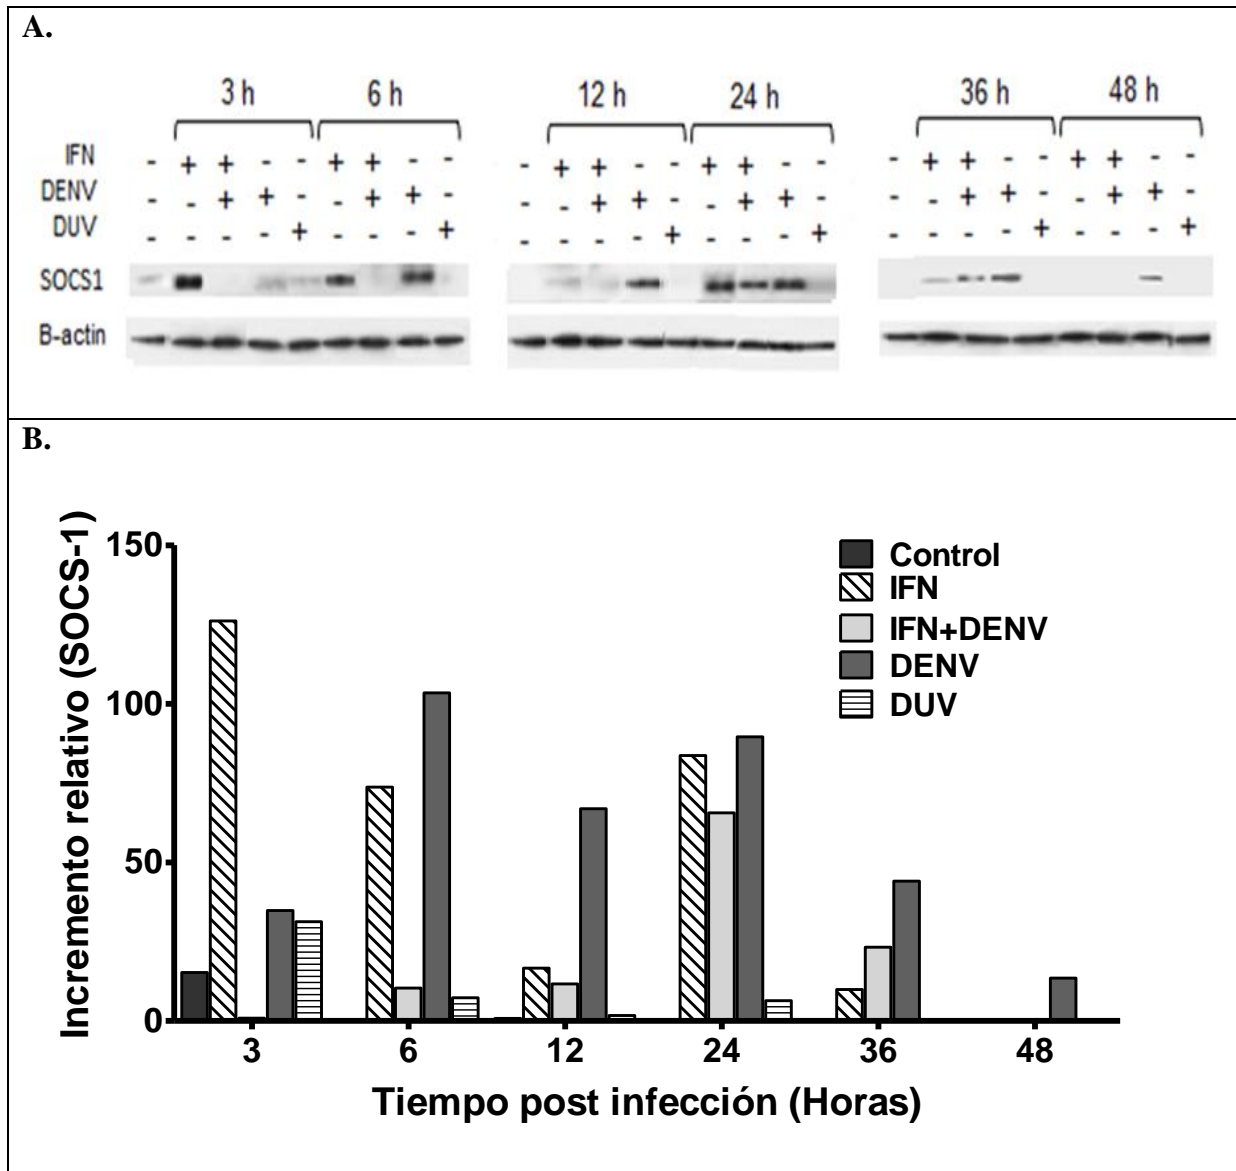 A.
3 h 6 h 12 h 24 h 36 h 48 h
IFN - + + - - + + - - + + - - + + - - + + - - + + -
DENV - - + + - - + + - - + + - - + + - - + + - - + +
DUV - - - - + - - - + - - - - + - - - + - - - - + - - - +
SOCS1
B-actin
B.
Incremento relativo (SOCS-1)
150
100
50
0
Control
IFN
IFN+DENV
DENV
DUV
3 6 12 24 36 48
Tiempo post infección (Horas)